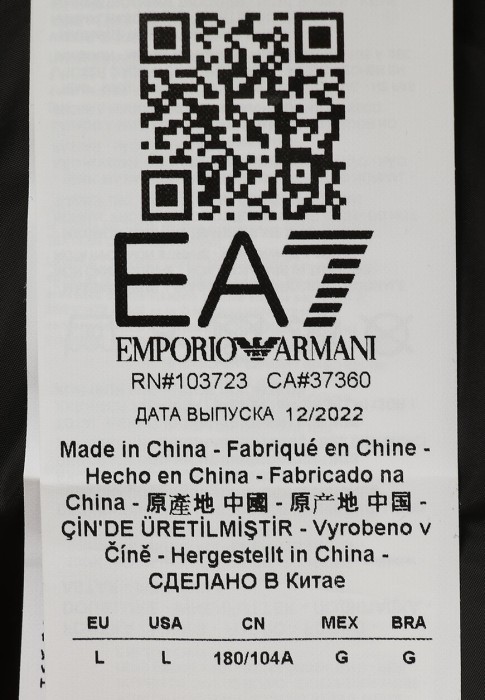 EA7
EMPORIO ARMANI
RN#103723 CA#37360
ДАТА ВЫПУСКА 12/2022
Made in China - Fabriqué en Chine -
Hecho en China - Fabricado na
China - 原產地 中國 - 原产地 中国 -
ÇİN'DE ÜRETİLMİŞTİR - Vyrobeno v
Číně - Hergestellt in China -
СДЕЛАНО В Китае
EU USA CN MEX BRA
L L 180/104A G G